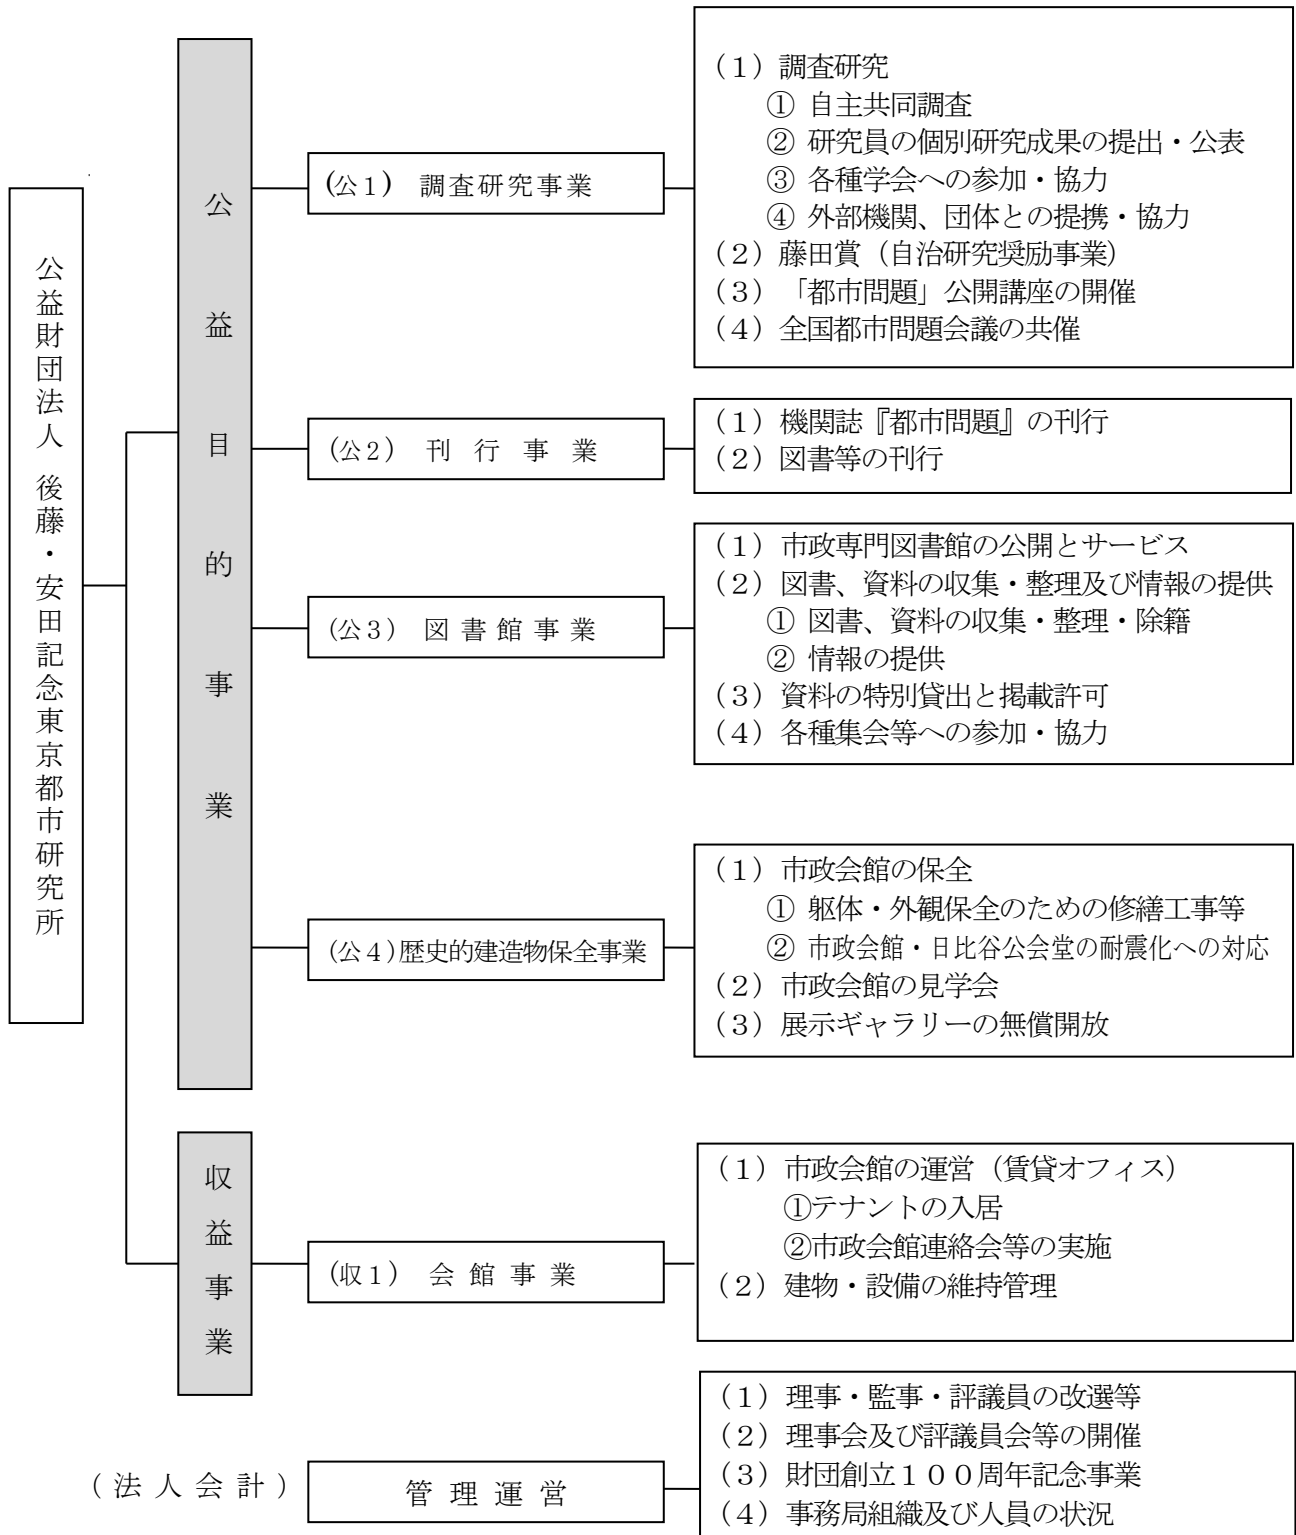 公益財団法人 後藤・安田記念東京都市研究所
公益目的事業
(公1) 調査研究事業
(1)調査研究
① 自主共同調査
② 研究員の個別研究成果の提出・公表
③ 各種学会への参加・協力
④ 外部機関、団体との提携・協力
(2)藤田賞(自治研究奨励事業)
(3)「都市問題」公開講座の開催
(4)全国都市問題会議の共催
(公2) 刊行事業
(1)機関誌『都市問題』の刊行
(2)図書等の刊行
(公3) 図書館事業
(1)市政専門図書館の公開とサービス
(2)図書、資料の収集・整理及び情報の提供
① 図書、資料の収集・整理・除籍
② 情報の提供
(3)資料の特別貸出と掲載許可
(4)各種集会等への参加・協力
(公4)歴史的建造物保全事業
(1)市政会館の保全
① 躯体・外観保全のための修繕工事等
② 市政会館・日比谷公会堂の耐震化への対応
(2)市政会館の見学会
(3)展示ギャラリーの無償開放
収益事業
(収1) 会館事業
(1)市政会館の運営(賃貸オフィス)
①テナントの入居
②市政会館連絡会等の実施
(2)建物・設備の維持管理
(法人会計)
管理運営
(1)理事・監事・評議員の改選等
(2)理事会及び評議員会等の開催
(3)財団創立100周年記念事業
(4)事務局組織及び人員の状況